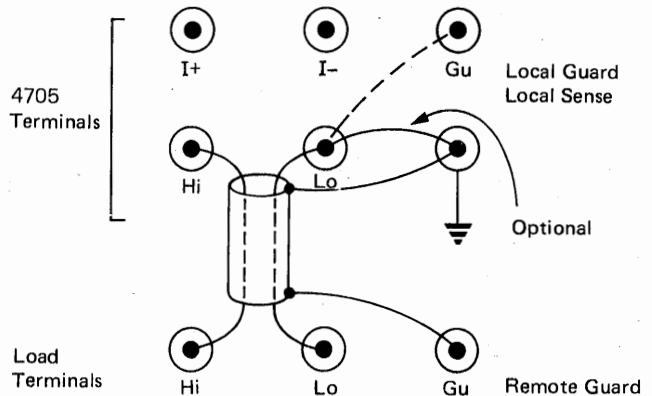 I+
I-
Gu
Local Guard
Local Sense
4705
Terminals
Hi
Lo
Optional
Load
Terminals
Hi
Lo
Gu
Remote Guard